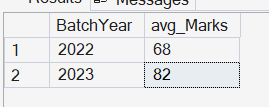 Results Messages
BatchYear avg_Marks
1 2022 68
2 2023 82